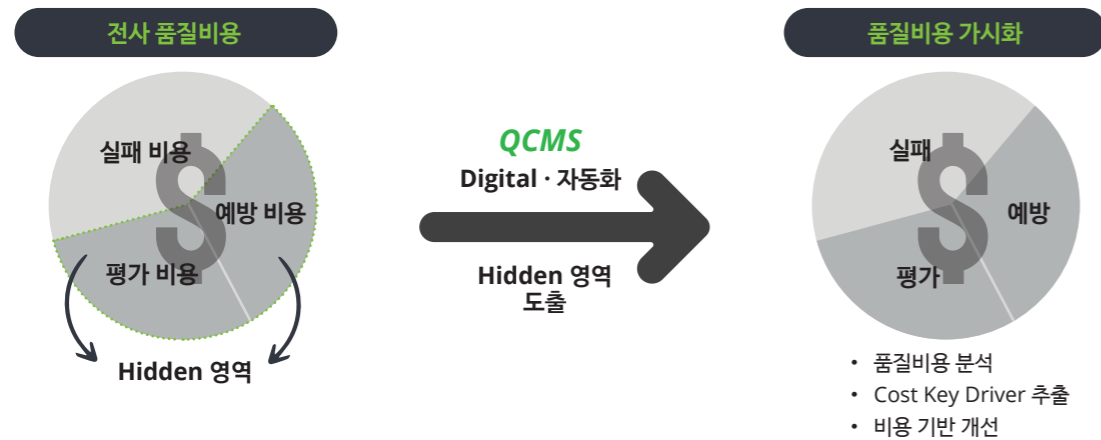 전사 품질비용
실패 비용
예방 비용
평가 비용
Hidden 영역
QCMS
Digital · 자동화
Hidden 영역
도출
품질비용 가시화
실패
예방
평가
• 품질비용 분석
• Cost Key Driver 추출
• 비용 기반 개선